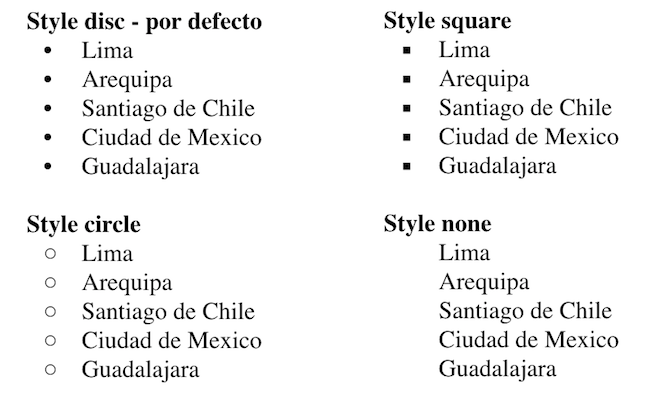 Style disc - por defecto
• Lima
• Arequipa
• Santiago de Chile
• Ciudad de Mexico
• Guadalajara
Style square
▪ Lima
▪ Arequipa
▪ Santiago de Chile
▪ Ciudad de Mexico
▪ Guadalajara
Style circle
○ Lima
○ Arequipa
○ Santiago de Chile
○ Ciudad de Mexico
○ Guadalajara
Style none
Lima
Arequipa
Santiago de Chile
Ciudad de Mexico
Guadalajara